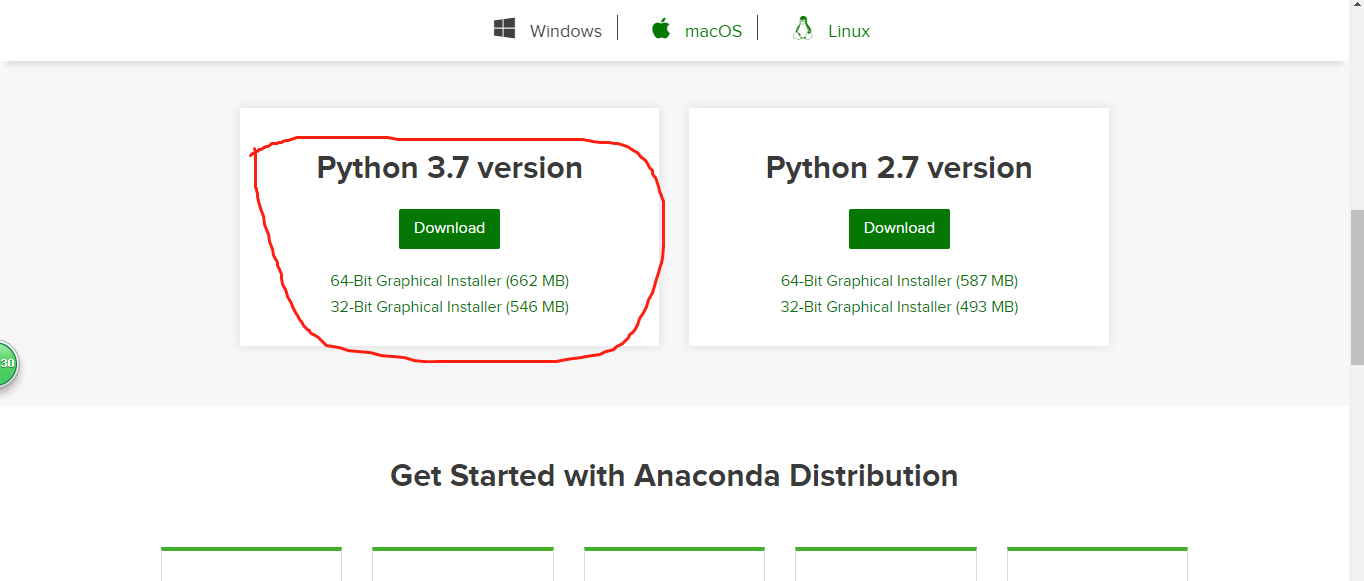 Windows macOS Linux
Python 3.7 version
Download
64-Bit Graphical Installer (662 MB)
32-Bit Graphical Installer (546 MB)
Python 2.7 version
Download
64-Bit Graphical Installer (587 MB)
32-Bit Graphical Installer (493 MB)
30
Get Started with Anaconda Distribution